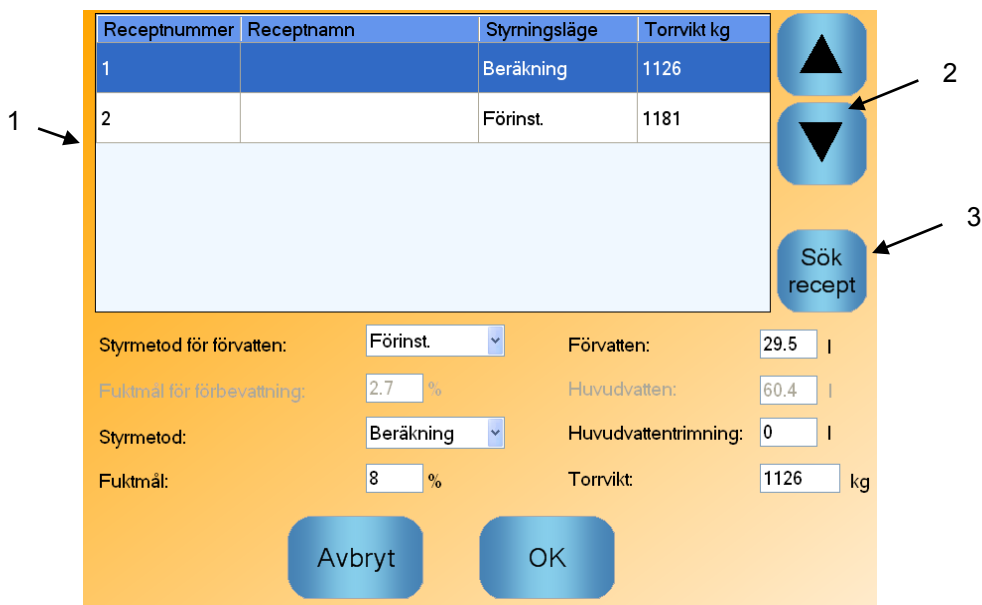 Receptnummer Receptnamn Styrningsläge Torrvikt kg
1 Beräkning 1126
2 Förinst. 1181
1
2
3
Sök
recept
Styrmetod för förvatten: Förinst. Förvatten: 29.5 l
Fuktmål för förbevattning: 2.7 % Huvudvatten: 60.4 l
Styrmetod: Beräkning Huvudvattentrimning: 0 l
Fuktmål: 8 % Torrvikt: 1126 kg
Avbryt OK